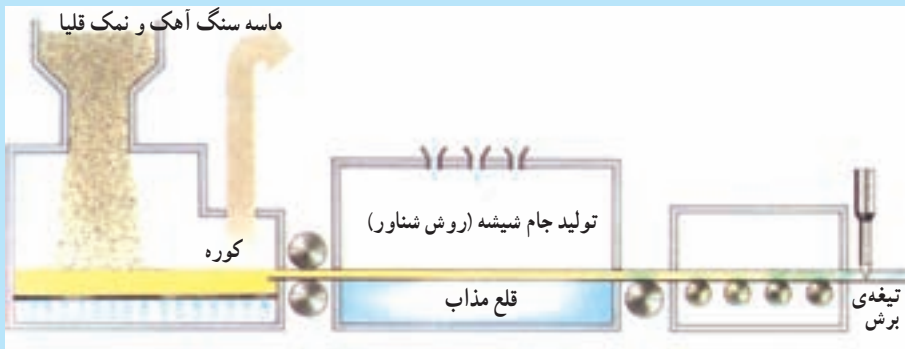 ماسه سنگ آهک و نمک قلیا
تولید جام شیشه (روش شناور)
کوره
قلع مذاب
تیغه‌ی
برش